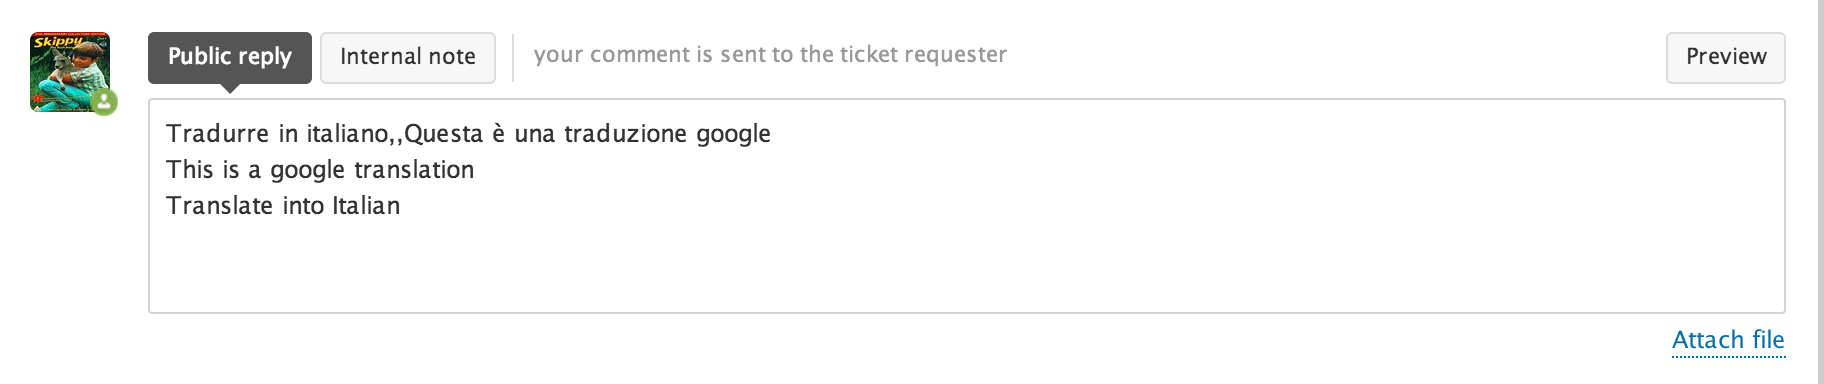 Skippy
Public reply
Internal note
your comment is sent to the ticket requester
Preview
Tradurre in italiano,,Questa è una traduzione google
This is a google translation
Translate into Italian
Attach file